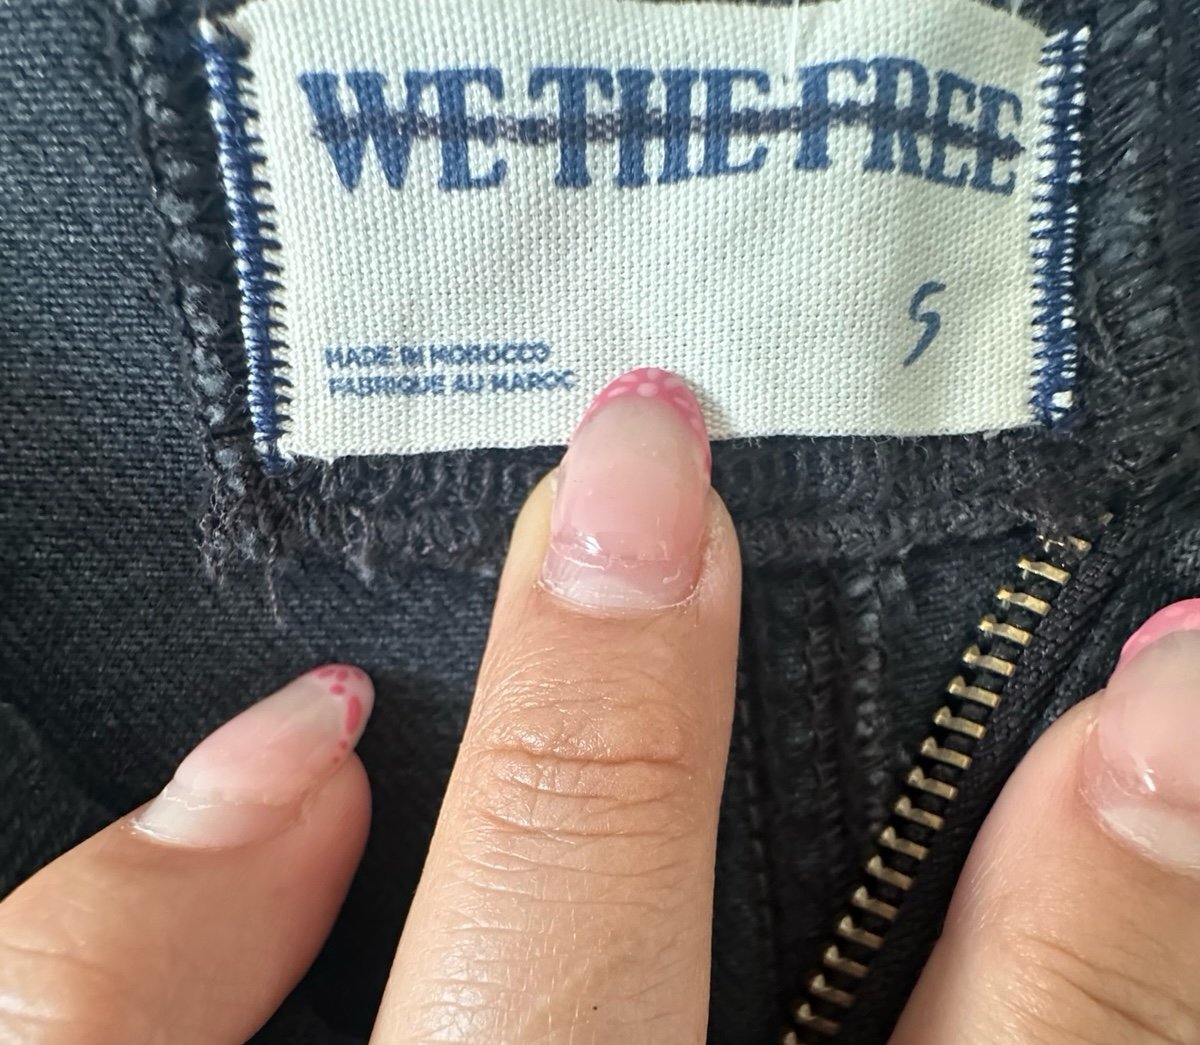 WE THE FREE
S
MADE IN MOROCCO
FABRIQUE AU MAROC